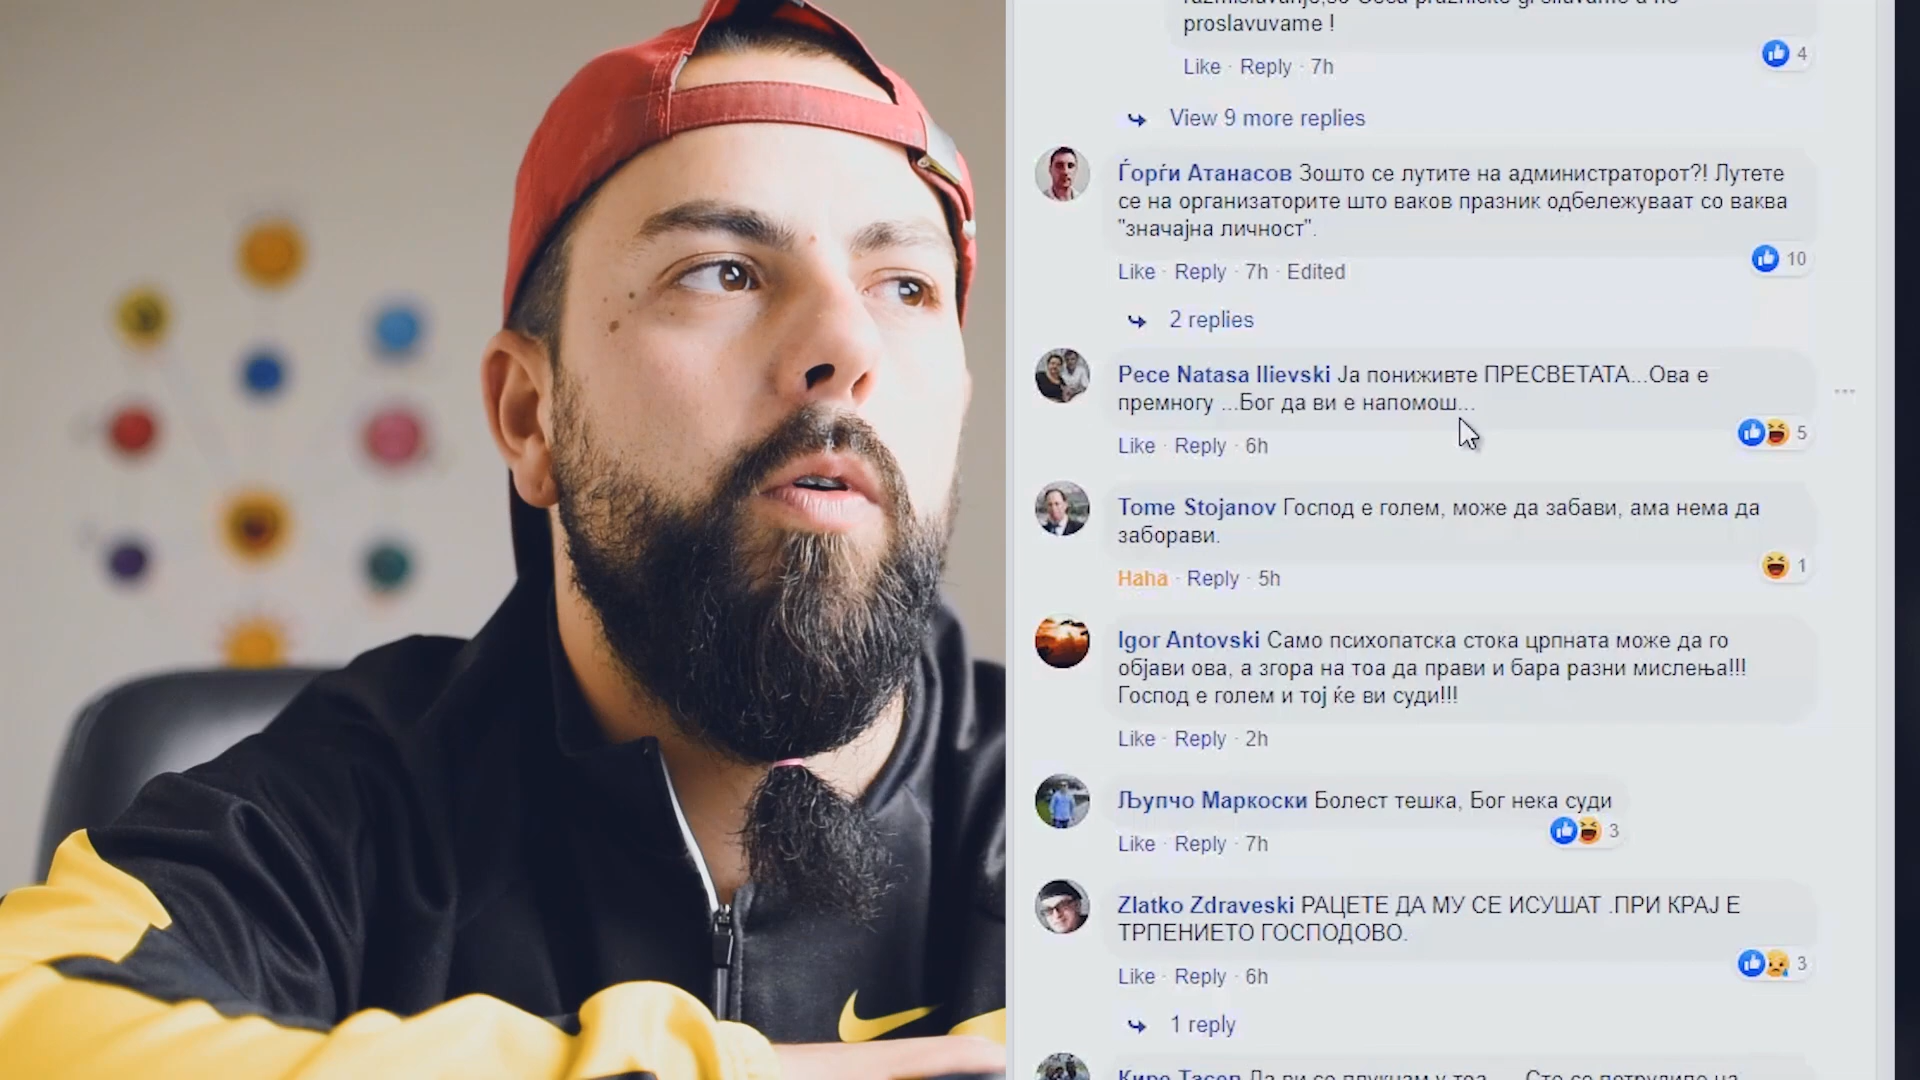 proslavuvame !
Like · Reply · 7h
4
View 9 more replies
Ѓорѓи Атанасов Зошто се лутите на администраторот?! Лутете
се на организаторите што ваков празник одбележуваат со ваква
"значајна личност".
10
Like · Reply · 7h · Edited
2 replies
Pece Natasa Ilievski Ја пониживте ПРЕСВЕТАТА...Ова е
премногу ...Бог да ви е напомош...
5
Like · Reply · 6h
Tome Stojanov Господ е голем, може да забави, ама нема да
заборави.
1
Haha · Reply · 5h
Igor Antovski Само психопатска стока црпната може да го
објави ова, а згора на тоа да прави и бара разни мислења!!!
Господ е голем и тој ќе ви суди!!!
Like · Reply · 2h
Љупчо Маркоски Болест тешка, Бог нека суди
3
Like · Reply · 7h
Zlatko Zdraveski РАЦЕТЕ ДА МУ СЕ ИСУШАТ .ПРИ КРАЈ Е
ТРПЕНИЕТО ГОСПОДОВО.
3
Like · Reply · 6h
1 reply